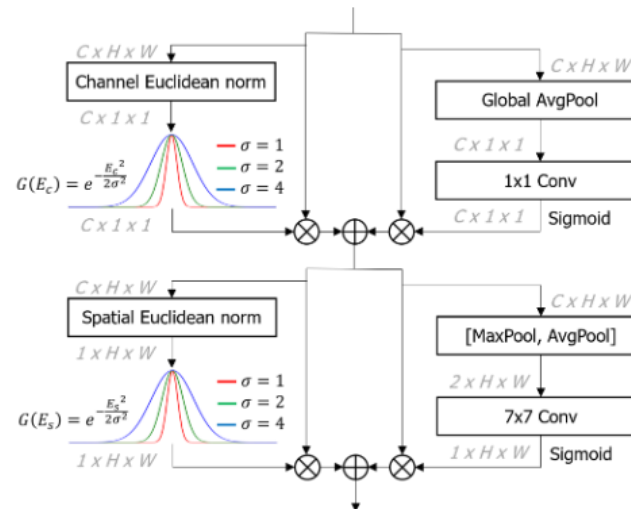 C x H x W
Channel Euclidean norm
C x 1 x 1
G(E_c) = e^{-\frac{E_c^2}{2σ^2}}
σ = 1
σ = 2
σ = 4
C x 1 x 1
C x H x W
Global AvgPool
C x 1 x 1
1x1 Conv
C x 1 x 1
Sigmoid
C x H x W
Spatial Euclidean norm
1 x H x W
G(E_s) = e^{-\frac{E_s^2}{2σ^2}}
σ = 1
σ = 2
σ = 4
1 x H x W
C x H x W
[MaxPool, AvgPool]
2 x H x W
7x7 Conv
1 x H x W
Sigmoid